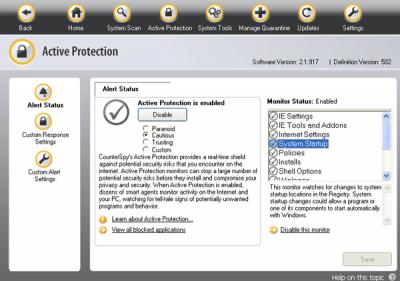 Back Home System Scan Active Protection System Tools Manage Quarantine Updates Settings
Active Protection
Software Version: 2.1.917 | Definition Version: 502
Alert Status
Custom Response
Settings
Custom Alert
Settings
Alert Status
Active Protection is enabled
Disable
Paranoid
Cautious
Trusting
Custom
CounterSpy's Active Protection provides a real-time shield
against potential security risks that you encounter on the
internet. Active Protection monitors can stop a large number of
potential security risks before they install and compromise your
privacy and security. When Active Protection is enabled,
dozens of smart agents monitor activity on the Internet and
your PC, watching for tell-tale signs of potentially unwanted
programs and behavior.
Learn about Active Protection...
View all blocked applications
Monitor Status: Enabled
IE Settings
IE Tools and Addons
Internet Settings
System Startup
Policies
Installs
Shell Options
This monitor watches for changes to system
startup locations in the Registry. System
startup changes could allow a program or
one of its components to start automatically
with Windows.
Disable this monitor
Save
Help on this topic